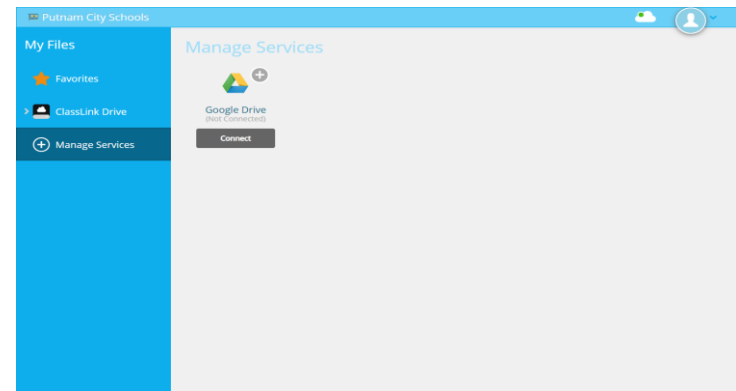 Putnam City Schools
My Files
Favorites
ClassLink Drive
Manage Services
Manage Services
Google Drive
(Not Connected)
Connect